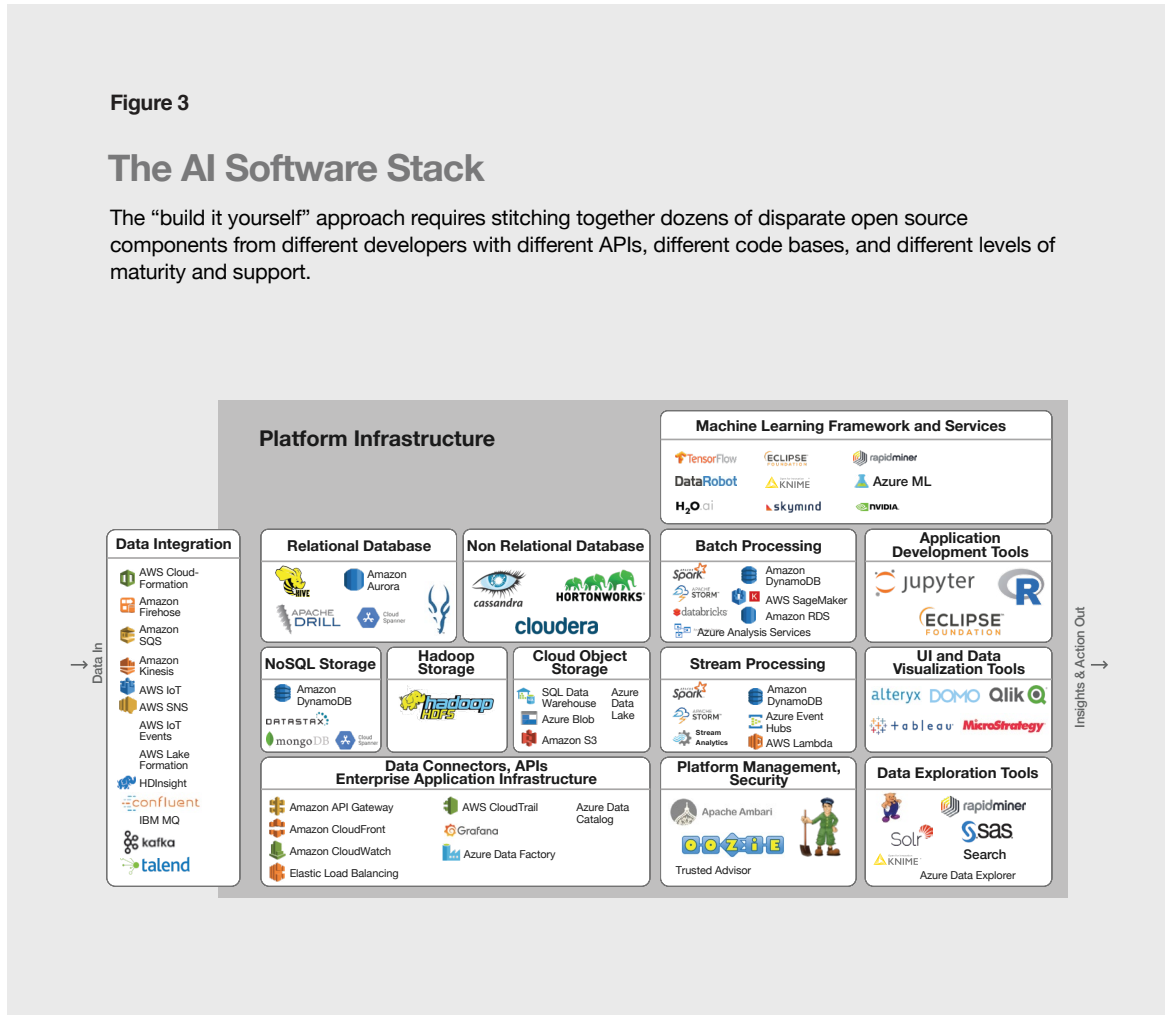 Figure 3
The AI Software Stack
The “build it yourself” approach requires stitching together dozens of disparate open source
components from different developers with different APIs, different code bases, and different levels of
maturity and support.
Platform Infrastructure
Machine Learning Framework and Services
TensorFlow
ECLIPSE
FOUNDATION
rapidminer
DataRobot
KNIME
Azure ML
H2O.ai
skymind
NVIDIA
Data In
Data Integration
AWS Cloud-
Formation
Amazon
Firehose
Amazon
SQS
Amazon
Kinesis
AWS IoT
AWS SNS
AWS IoT
Events
AWS Lake
Formation
HDInsight
confluent
IBM MQ
kafka
talend
Relational Database
HIVE
Amazon
Aurora
APACHE
DRILL
Cloud
Spanner
Non Relational Database
cassandra
HORTONWORKS
cloudera
Batch Processing
Spark
Amazon
DynamoDB
APACHE
STORM
AWS SageMaker
databricks
Amazon RDS
Azure Analysis Services
Application
Development Tools
jupyter
R
ECLIPSE
FOUNDATION
NoSQL Storage
Amazon
DynamoDB
DATASTAX
mongoDB
Cloud
Spanner
Hadoop
Storage
hadoop
HDFS
Cloud Object
Storage
SQL Data
Warehouse
Azure
Data
Lake
Azure Blob
Amazon S3
Stream Processing
Spark
Amazon
DynamoDB
APACHE
STORM
Azure Event
Hubs
Stream
Analytics
AWS Lambda
UI and Data
Visualization Tools
alteryx
DOMO
Qlik
+ableau
MicroStrategy
Data Connectors, APIs
Enterprise Application Infrastructure
Amazon API Gateway
AWS CloudTrail
Azure Data
Catalog
Amazon CloudFront
Grafana
Amazon CloudWatch
Azure Data Factory
Elastic Load Balancing
Platform Management,
Security
Apache Ambari
OOZIE
Trusted Advisor
Data Exploration Tools
rapidminer
Solr
sas
Search
KNIME
Azure Data Explorer
Insights & Action Out